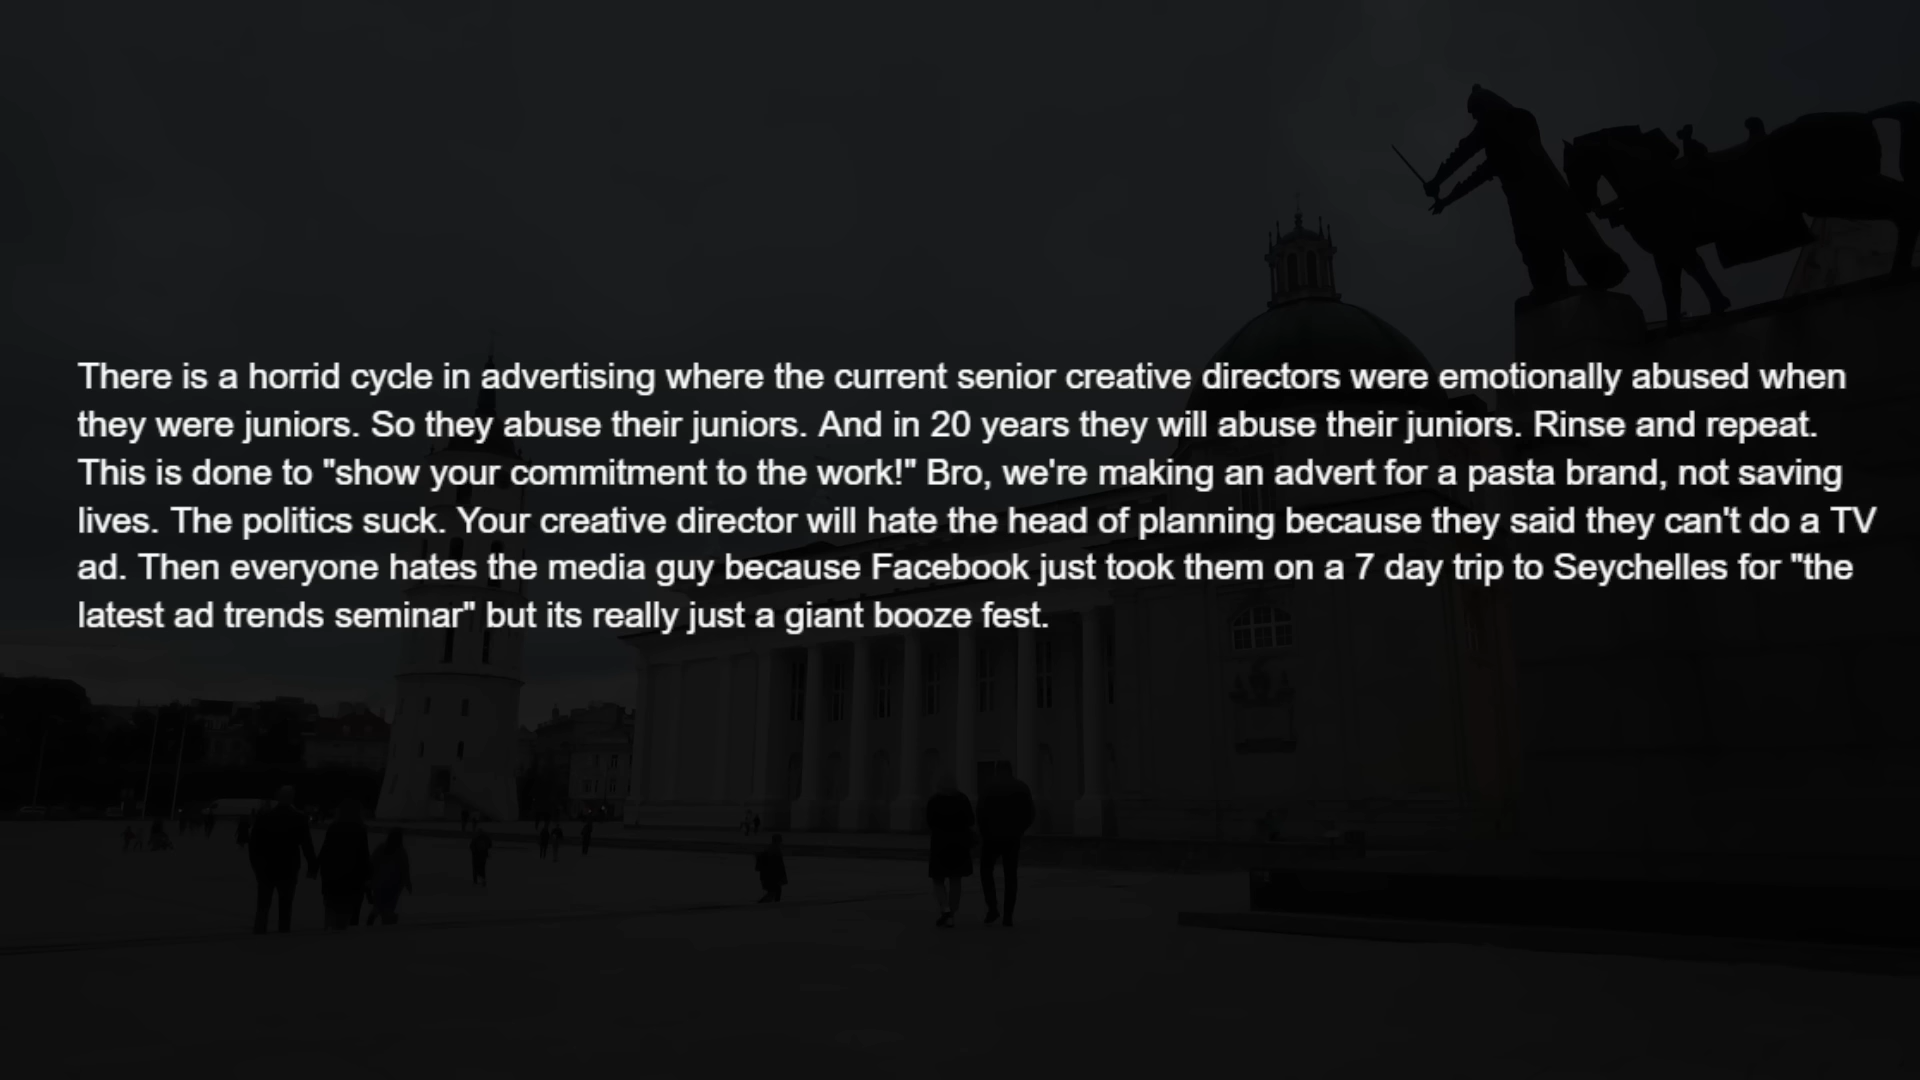 There is a horrid cycle in advertising where the current senior creative directors were emotionally abused when
they were juniors. So they abuse their juniors. And in 20 years they will abuse their juniors. Rinse and repeat.
This is done to "show your commitment to the work!" Bro, we're making an advert for a pasta brand, not saving
lives. The politics suck. Your creative director will hate the head of planning because they said they can't do a TV
ad. Then everyone hates the media guy because Facebook just took them on a 7 day trip to Seychelles for "the
latest ad trends seminar" but its really just a giant booze fest.